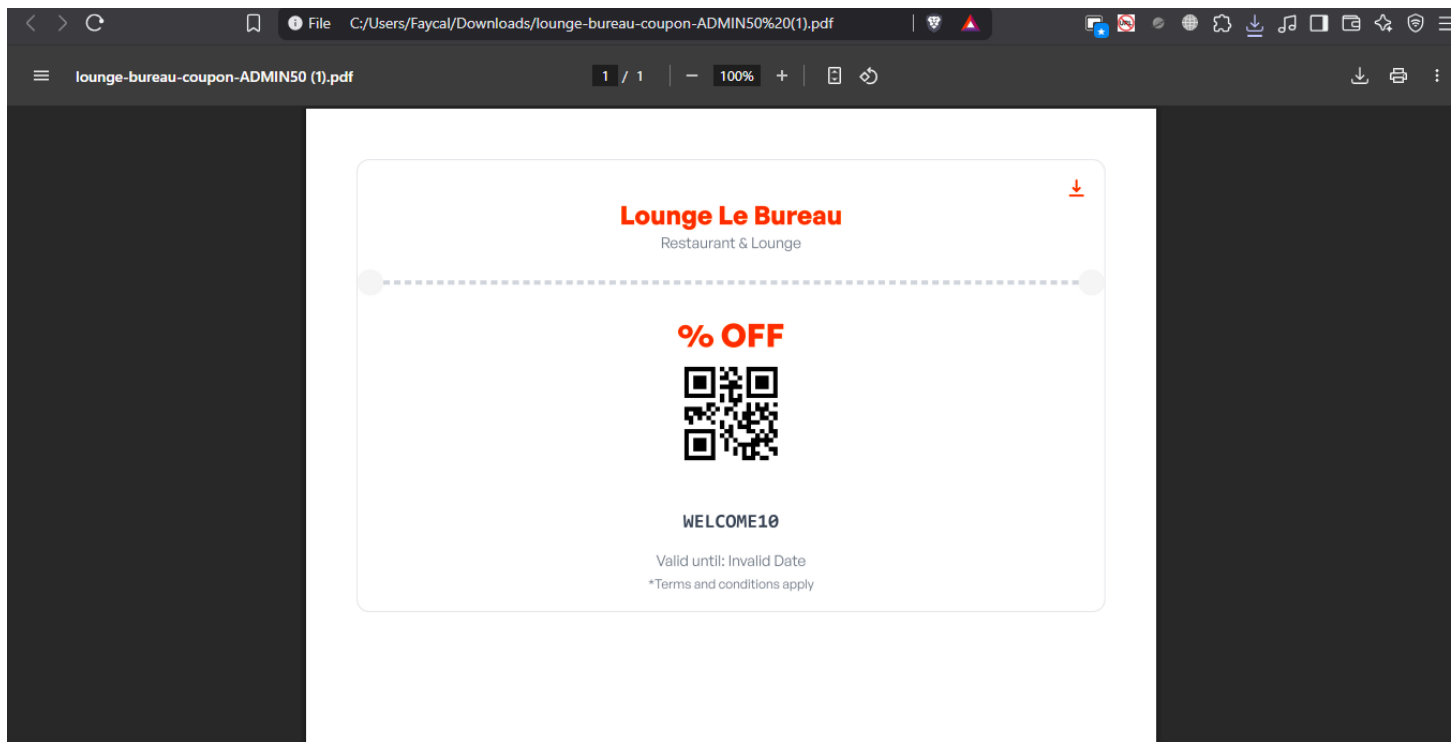 File C:/Users/Faycal/Downloads/lounge-bureau-coupon-ADMIN50%20(1).pdf
lounge-bureau-coupon-ADMIN50 (1).pdf
1 / 1
100%
Lounge Le Bureau
Restaurant & Lounge
% OFF
WELCOME10
Valid until: Invalid Date
*Terms and conditions apply